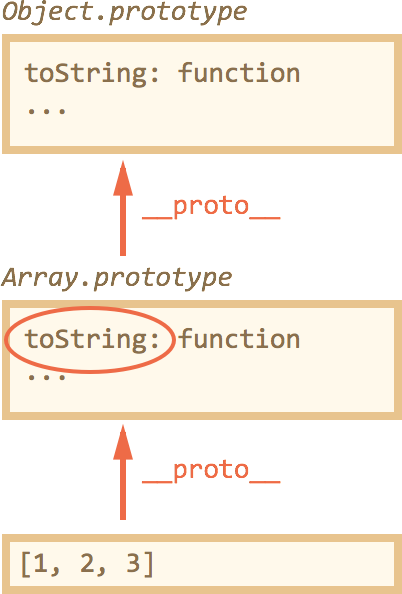 Object.prototype
toString: function
...
__proto__
Array.prototype
toString: function
...
__proto__
[1, 2, 3]